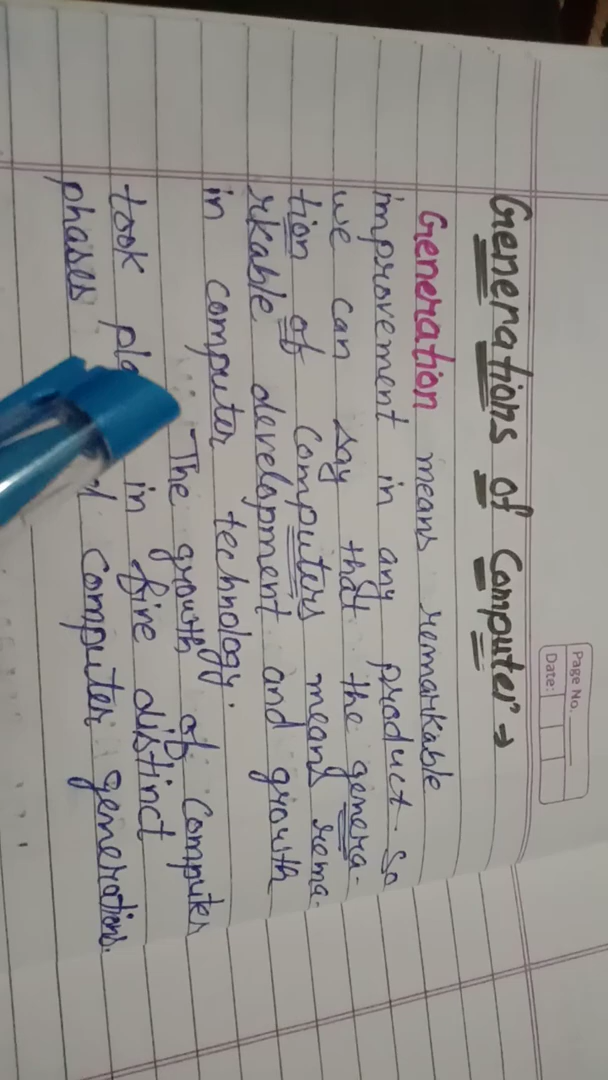 Page No.
Date:
Generations of Computer →
Generation means remarkable
improvement in any product. So
we can say that the genera-
tion of Computers means rema-
rkable development and growth
in computer technology.
The growth of Computer
took in five distinct
phases computer generations.